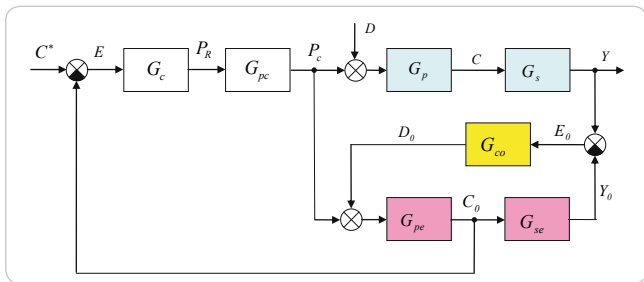 D
C* E P_R P_c C Y
G_c G_pc G_p G_s
D_0 E_0
G_co
C_0 Y_0
G_pe G_se